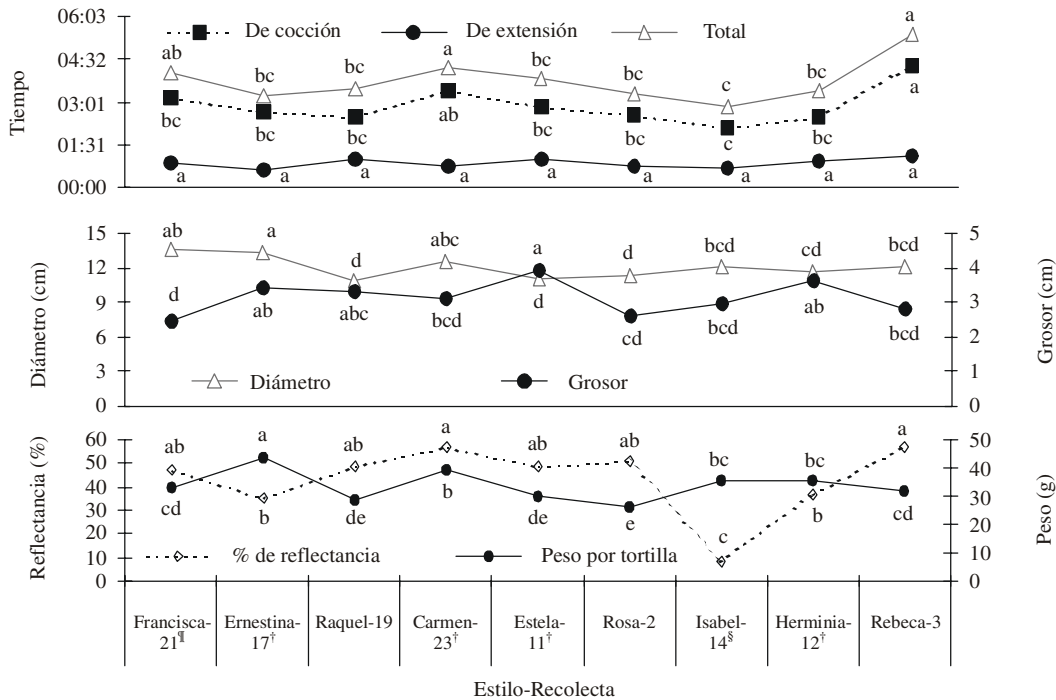 06:03
04:32
03:01
01:31
00:00
Tiempo
De cocción De extensión Total
ab bc bc a bc bc c bc a
bc bc bc ab bc bc c bc a
a a a a a a a a a
15
12
9
6
3
0
Diámetro (cm)
5
4
3
2
1
0
Grosor (cm)
ab a d abc a d bcd cd bcd
d ab abc bcd d cd bcd ab bcd
Diámetro Grosor
60
50
40
30
20
10
0
Reflectancia (%)
50
40
30
20
10
0
Peso (g)
ab a ab a ab ab bc bc a
cd b de b de e c b cd
% de reflectancia Peso por tortilla
Francisca-21¶ Ernestina-17† Raquel-19 Carmen-23† Estela-11† Rosa-2 Isabel-14§ Herminia-12† Rebeca-3
Estilo-Recolecta